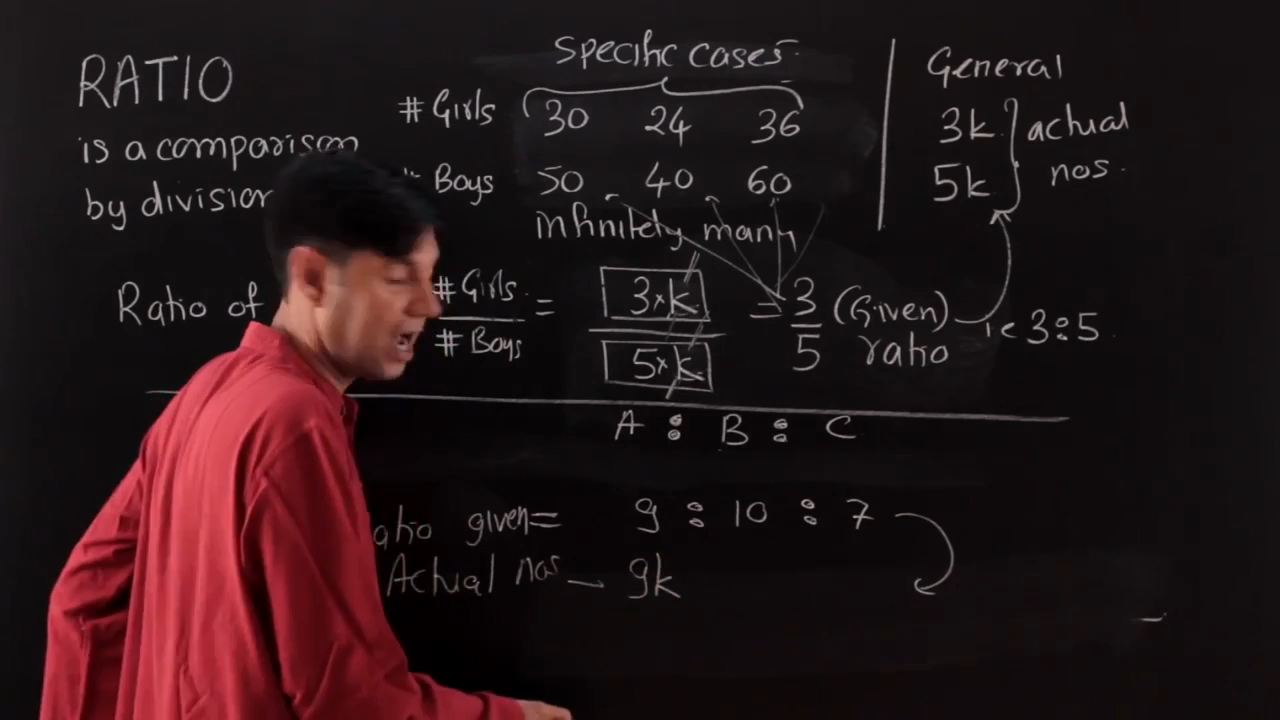 RATIO
is a comparison
by division
Specific cases
# Girls 30 24 36
Boys 50 40 60
infinitely many
General
3k
5k
actual
nos.
Ratio of # Girls / # Boys = 3×k / 5×k = 3 / 5 (Given) ratio ie 3:5
A : B : C
given = 9 : 10 : 7
Actual nos - 9k